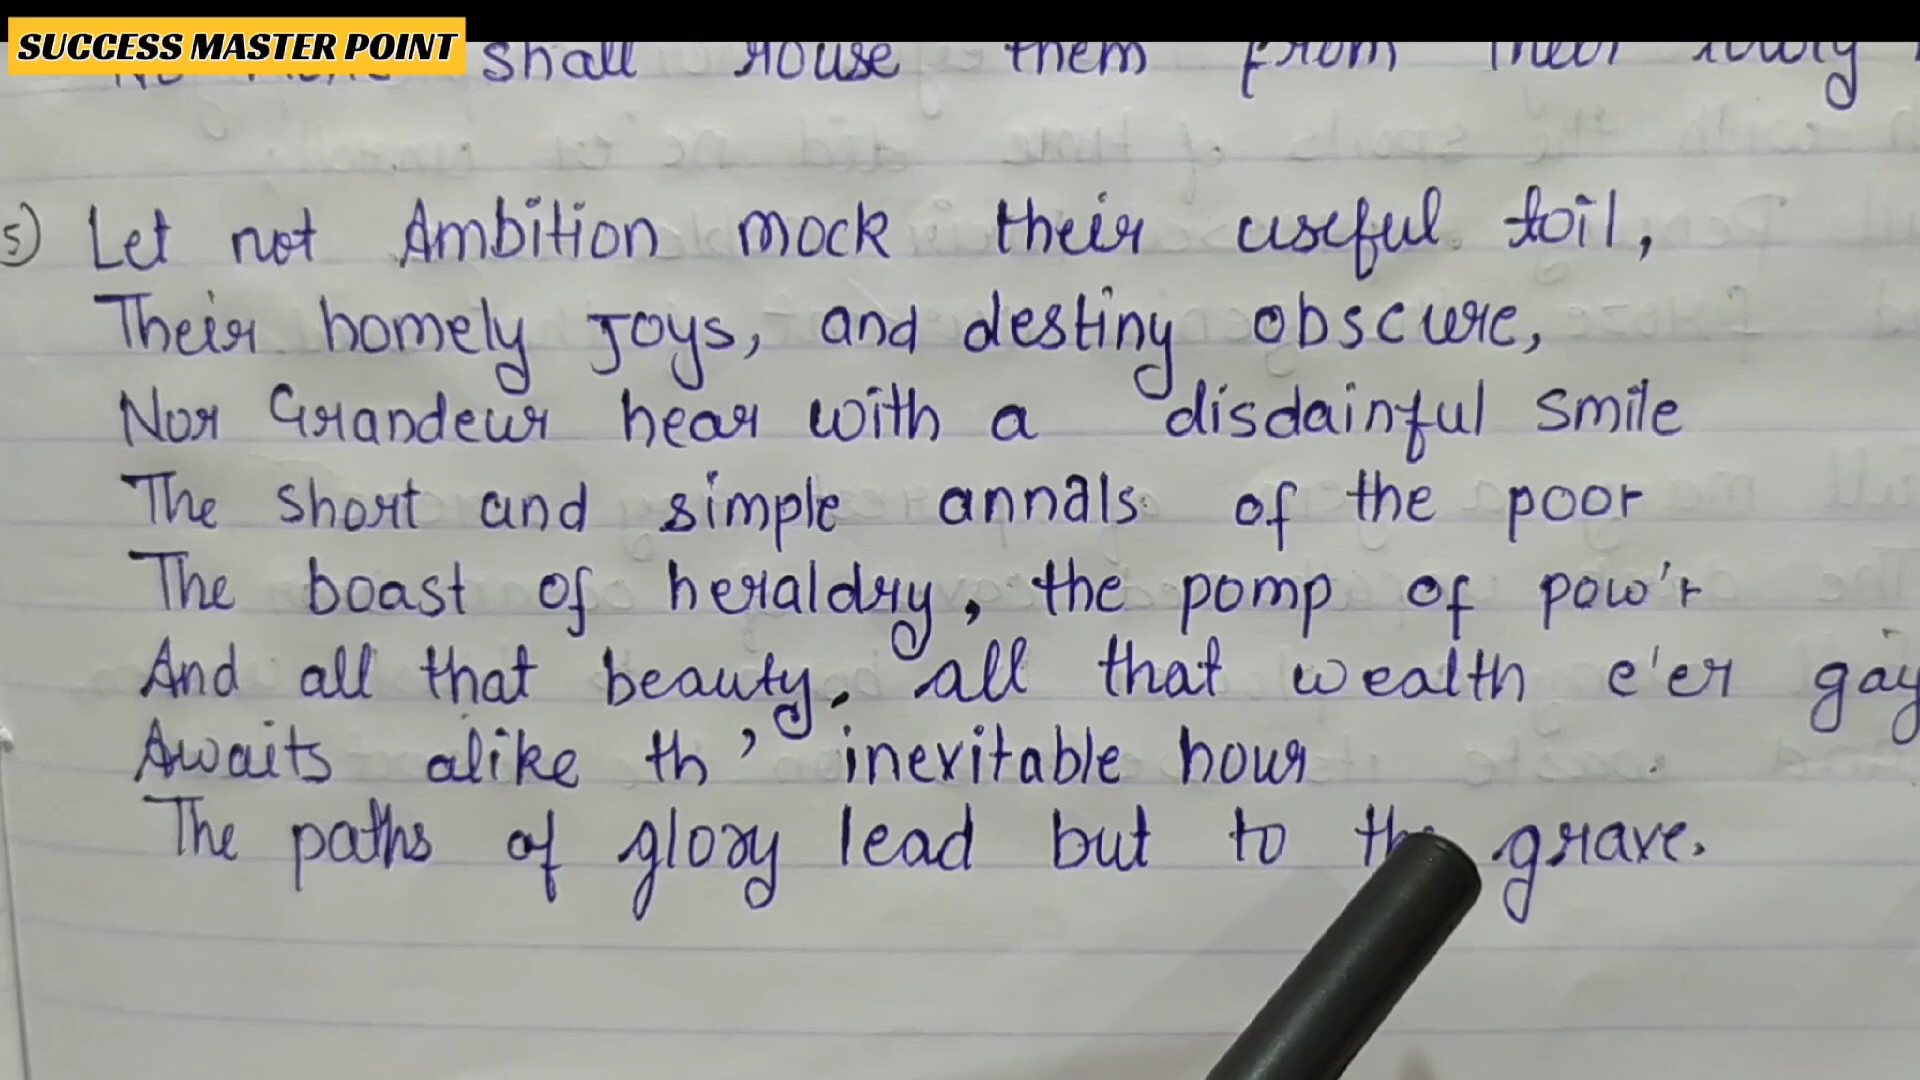 SUCCESS MASTER POINT
shall rouse them from their lowly
5) Let not Ambition mock their useful toil,
Their homely Joys, and destiny obscure,
Nor Grandeur hear with a disdainful smile
The short and simple annals of the poor
The boast of heraldry, the pomp of pow'r
And all that beauty, all that wealth e'er gay
Awaits alike th' inevitable hour
The paths of glory lead but to the grave.